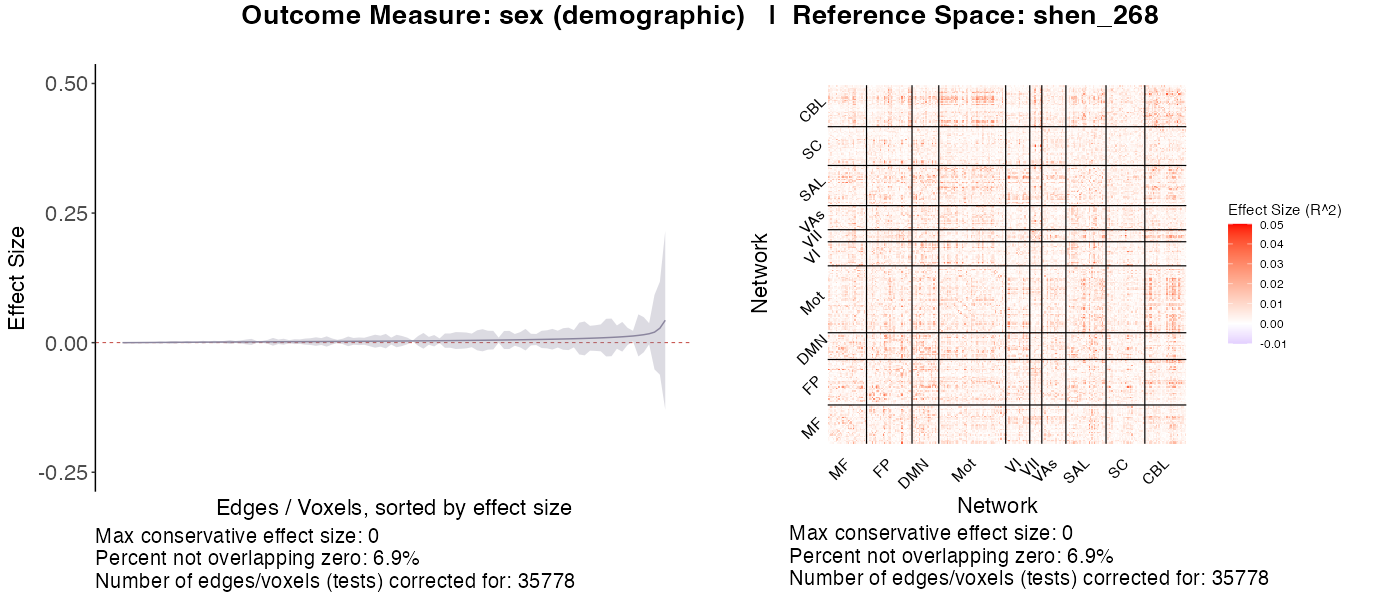 Outcome Measure: sex (demographic) | Reference Space: shen_268
0.50
0.25
0.00
-0.25
Effect Size
Edges / Voxels, sorted by effect size
Max conservative effect size: 0
Percent not overlapping zero: 6.9%
Number of edges/voxels (tests) corrected for: 35778
CBL
SC
SAL
VAs
VII
VI
Mot
DMN
FP
MF
Network
MF
FP
DMN
Mot
VI
VII
VAs
SAL
SC
CBL
Network
Effect Size (R^2)
0.05
0.04
0.03
0.02
0.01
0.00
-0.01
Max conservative effect size: 0
Percent not overlapping zero: 6.9%
Number of edges/voxels (tests) corrected for: 35778